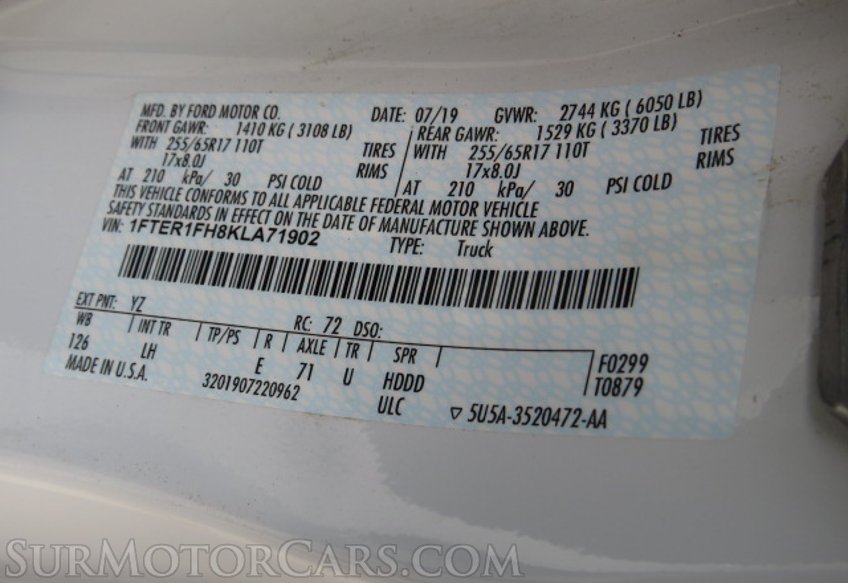 MFD. BY FORD MOTOR CO. DATE: 07/19 GVWR: 2744 KG ( 6050 LB)
FRONT GAWR: 1410 KG ( 3108 LB) REAR GAWR: 1529 KG ( 3370 LB)
WITH 255/65R17 110T TIRES WITH 255/65R17 110T TIRES
17x8.0J RIMS 17x8.0J RIMS
AT 210 kPa/ 30 PSI COLD AT 210 kPa/ 30 PSI COLD
THIS VEHICLE CONFORMS TO ALL APPLICABLE FEDERAL MOTOR VEHICLE
SAFETY STANDARDS IN EFFECT ON THE DATE OF MANUFACTURE SHOWN ABOVE.
VIN: 1FTER1FH8KLA71902 TYPE: Truck
EXT PNT: YZ RC: 72 DSO:
WB INT TR TP/PS R AXLE TR SPR F0299
126 LH E 71 U HDDD T0879
MADE IN U.S.A. 3201907220962 ULC ▽ 5U5A-3520472-AA
SURMOTORCARS.COM